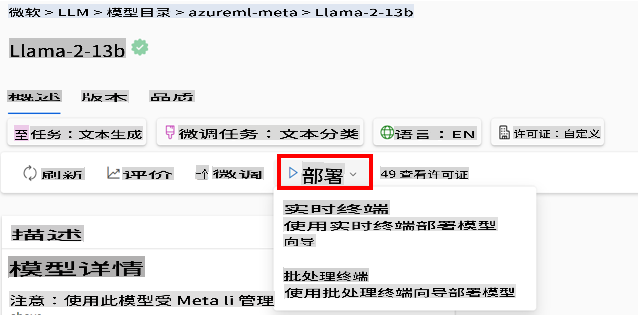 微软 > LLM > 模型目录 > azureml-meta > Llama-2-13b
Llama-2-13b
概述 版本 品质
至任务：文本生成 微调任务：文本分类 语言：EN 许可证：自定义
刷新 评价 微调 部署 49 查看许可证
实时终端
使用实时终端部署模型
向导
描述
模型详情
批处理终端
使用批处理终端向导部署模型
注意：使用此模型受 Meta li 管理